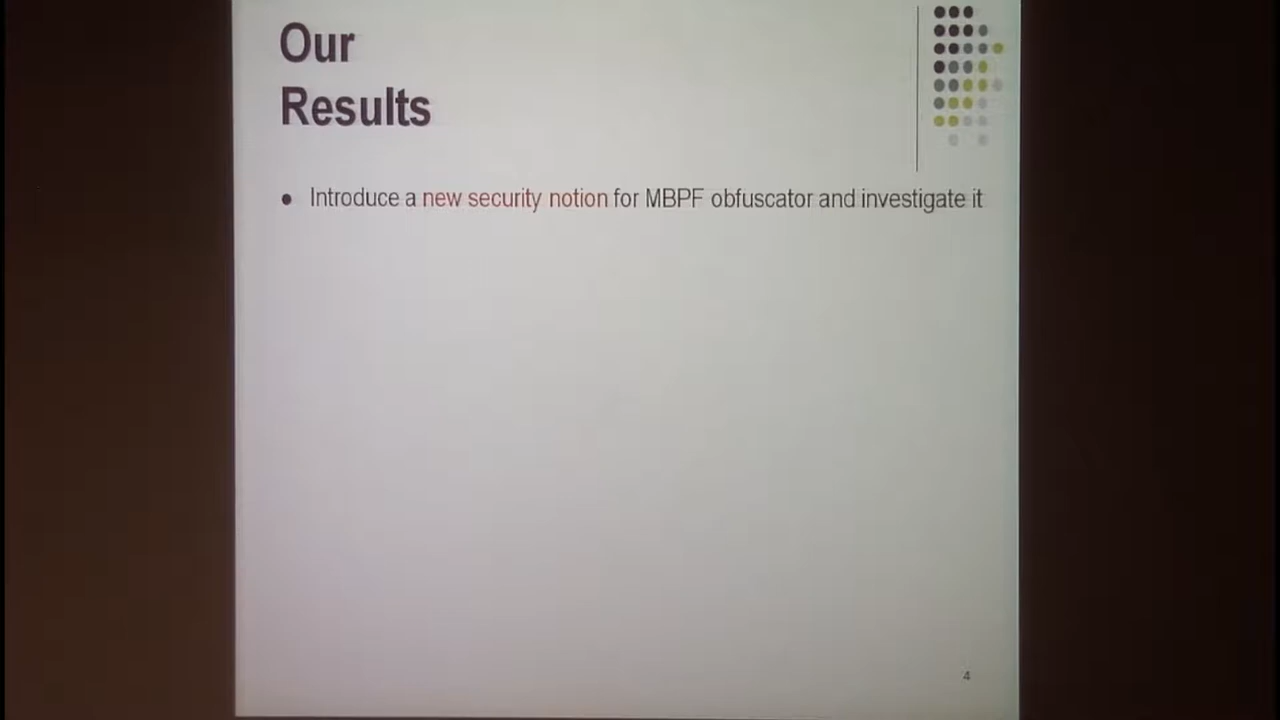 Our
Results
● Introduce a new security notion for MBPF obfuscator and investigate it
4